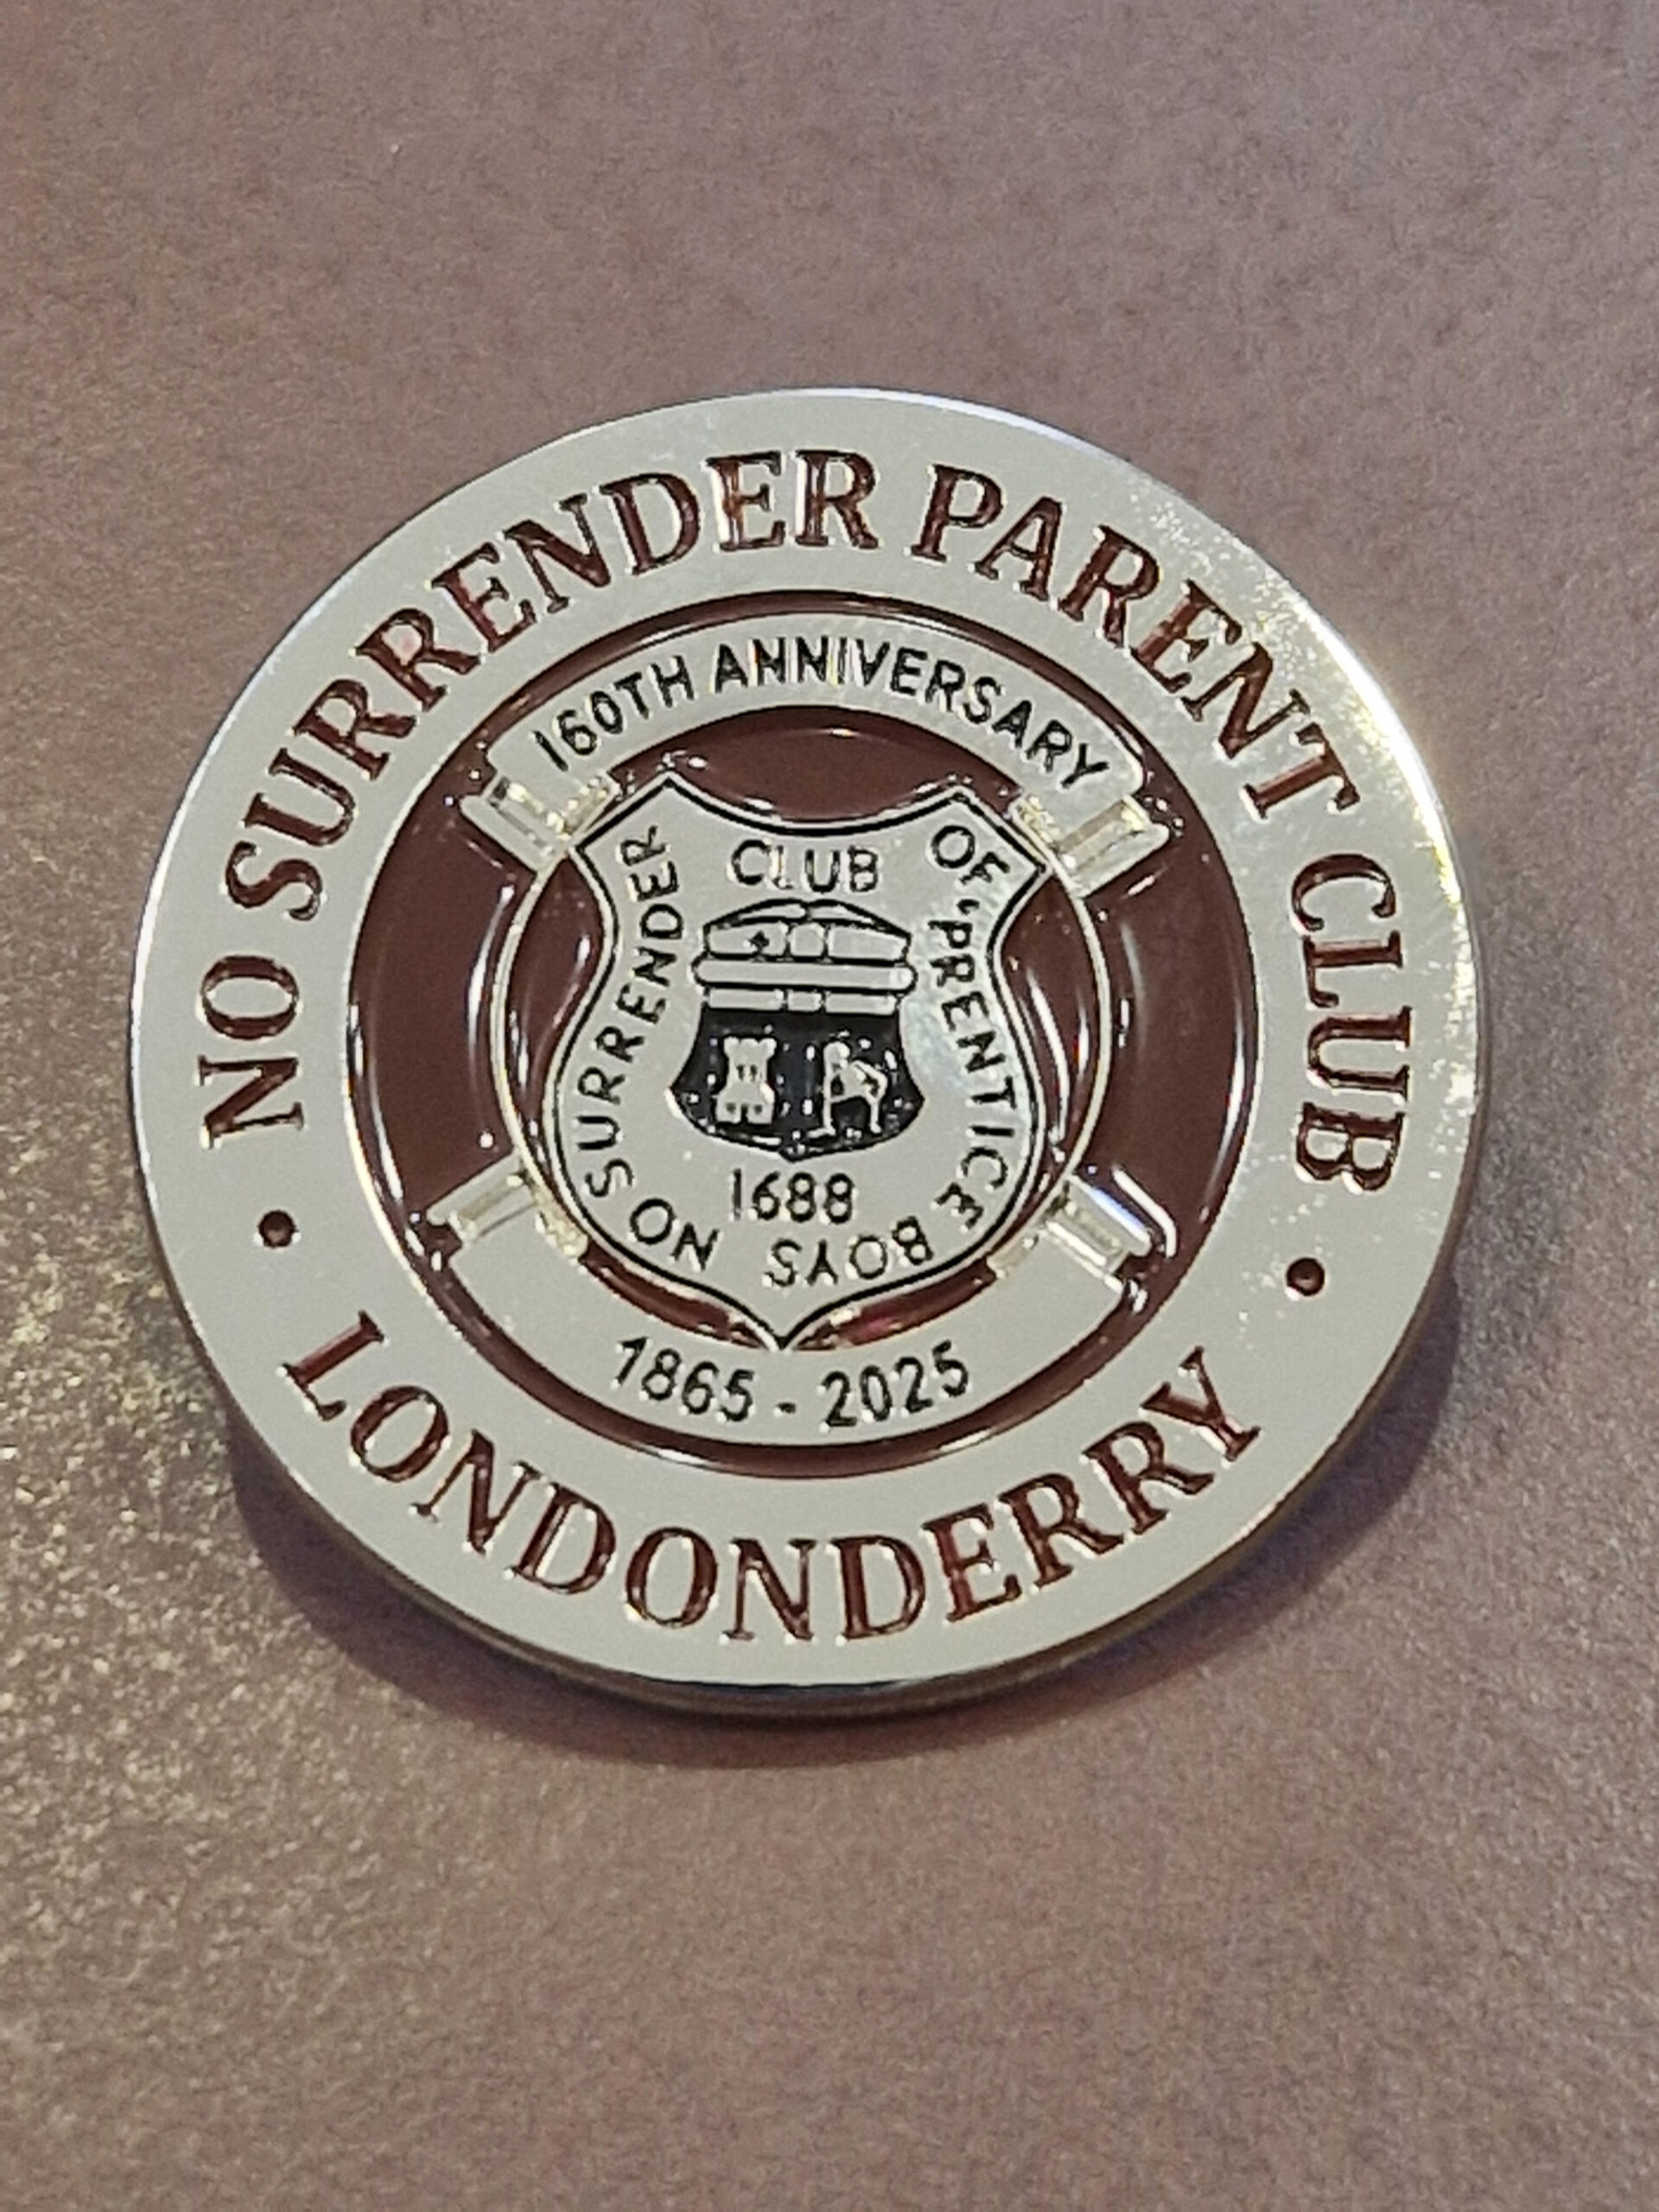 NO SURRENDER PARENT CLUB
160TH ANNIVERSARY
NO SURRENDER CLUB OF 'PRENTICE BOYS
1688
1865 - 2025
LONDONDERRY